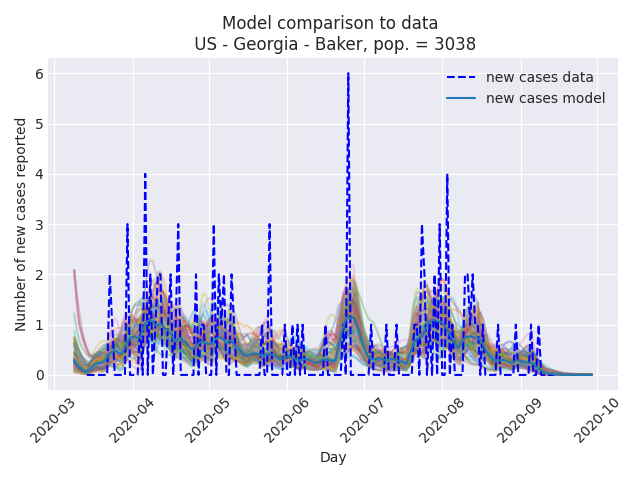 Model comparison to data
US - Georgia - Baker, pop. = 3038
new cases data
new cases model
Number of new cases reported
6
5
4
3
2
1
0
2020-03
2020-04
2020-05
2020-06
2020-07
2020-08
2020-09
2020-10
Day